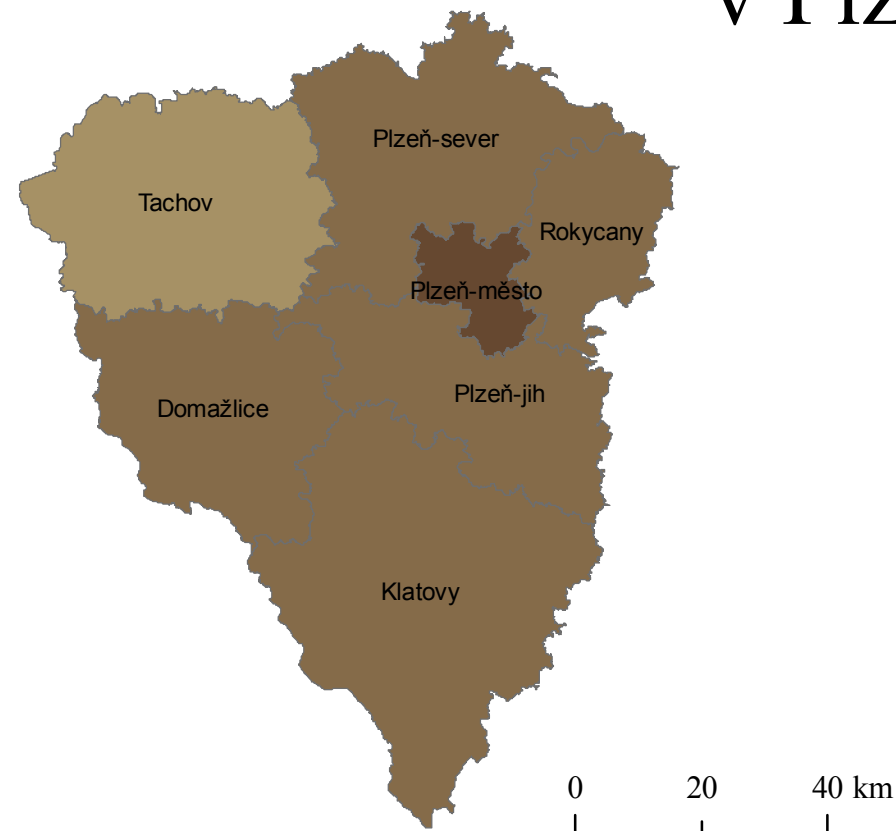 Plzeň-sever
Tachov
Rokycany
Plzeň-město
Plzeň-jih
Domažlice
Klatovy
0 20 40 km